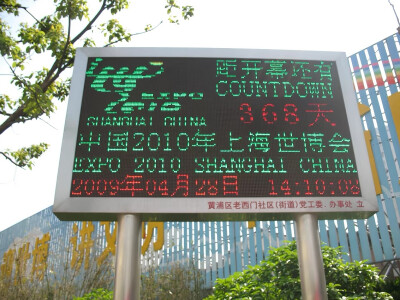 距开幕还有
COUNTDOWN
EXPO
2010
368天
SHANGHAI CHINA
中国2010年上海世博会
EXPO 2010 SHANGHAI CHINA
2009年04月28日 14:10:08
黄浦区老西门社区(街道)党工委、办事处 立